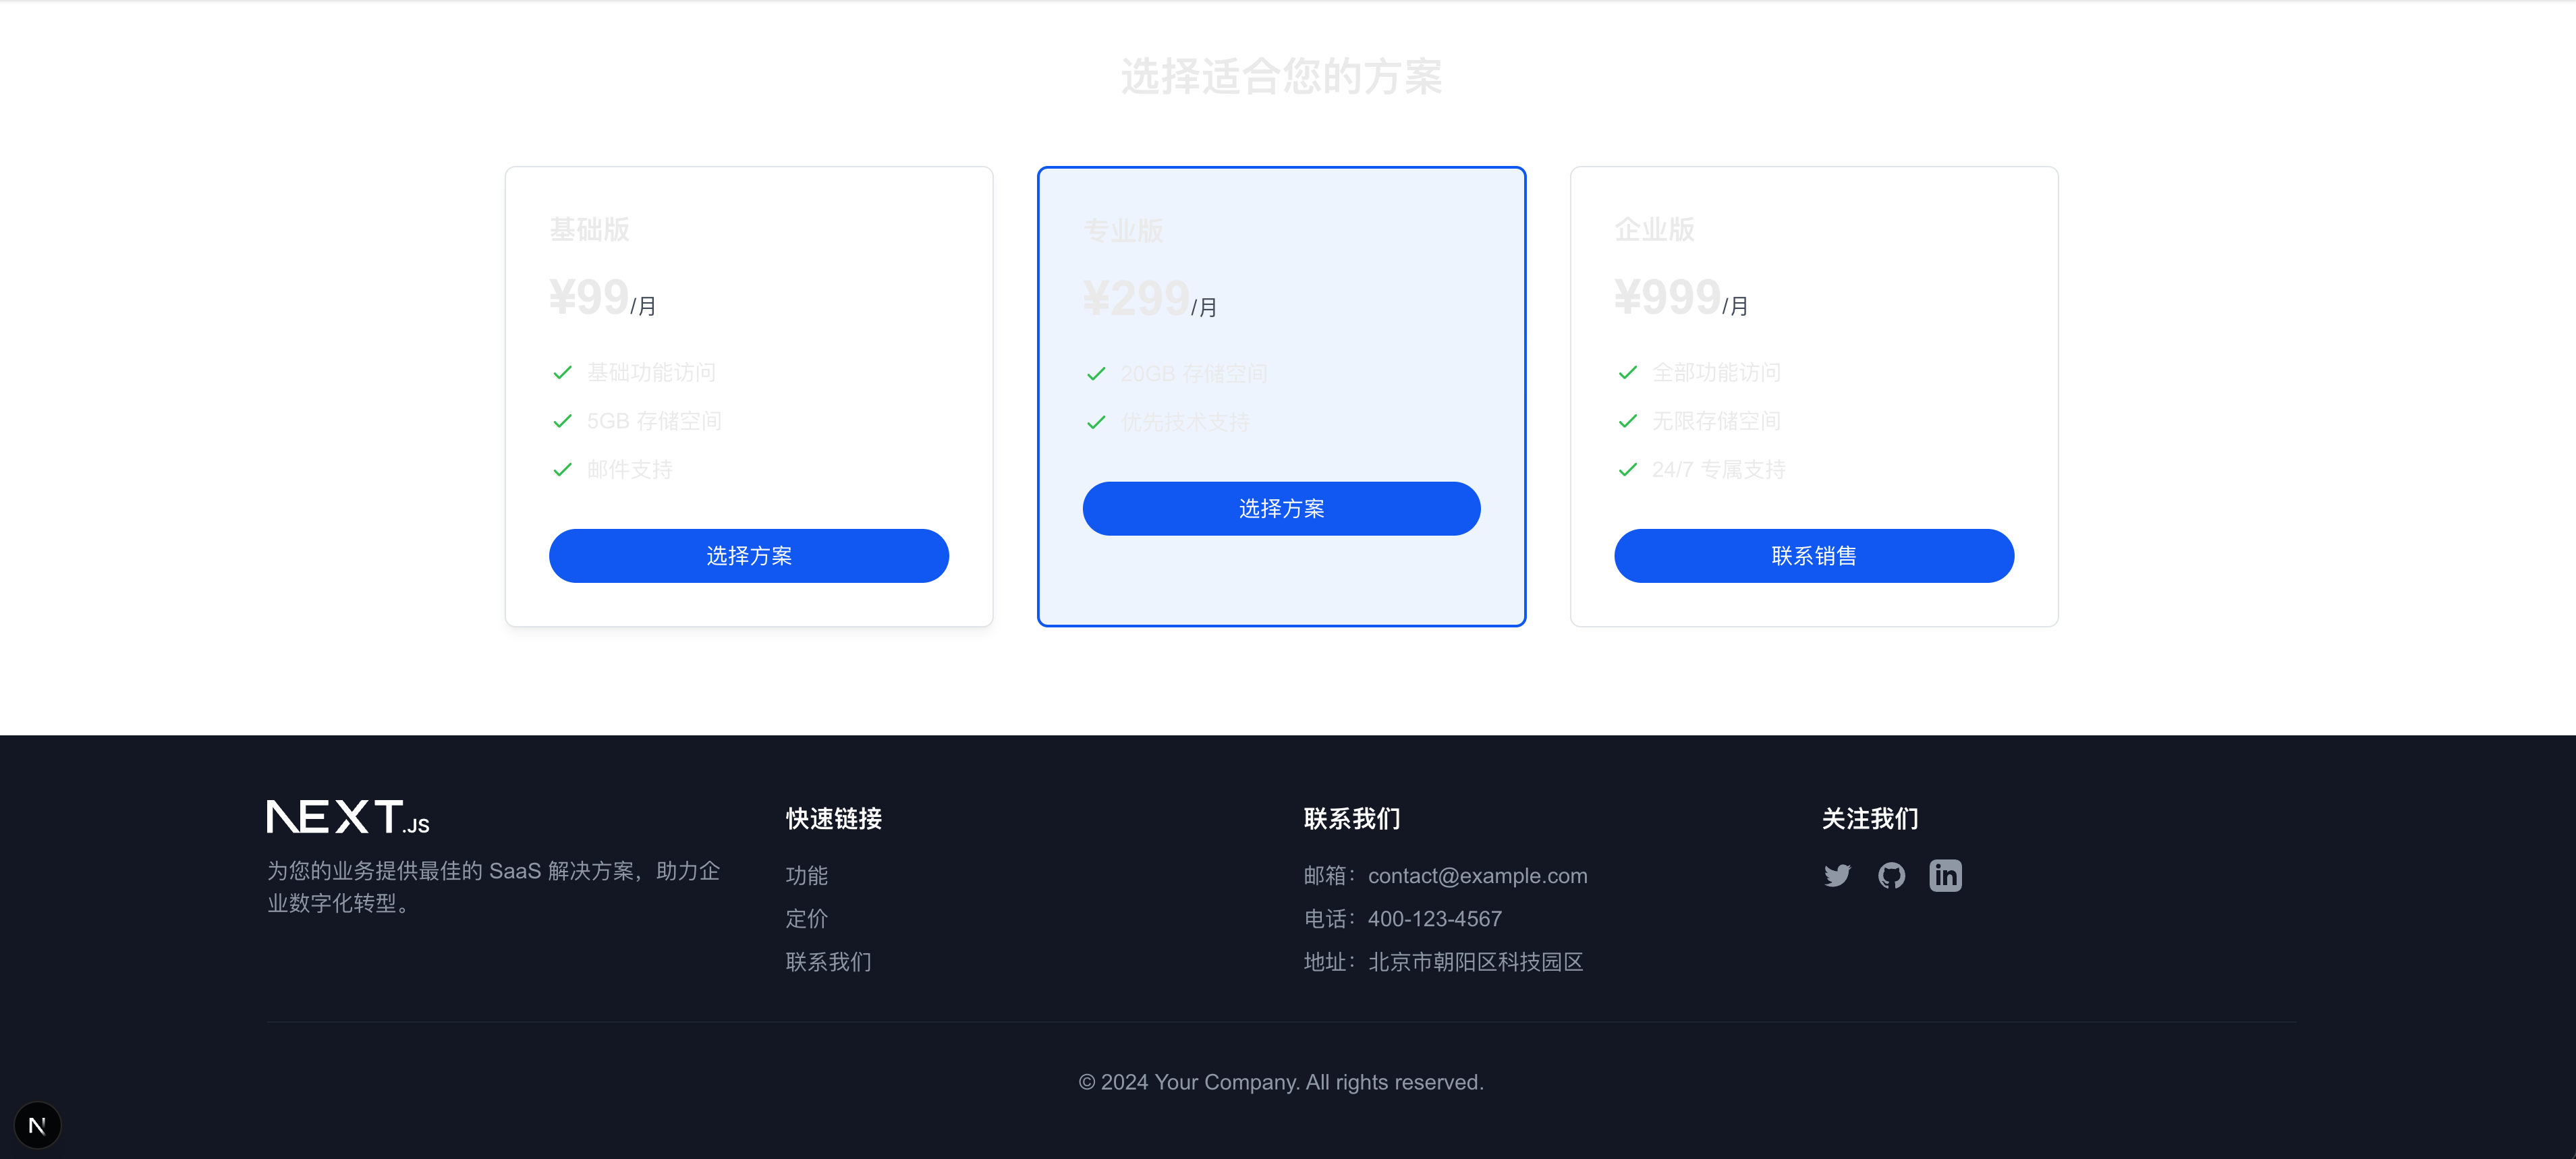 选择适合您的方案
基础版
¥99/月
基础功能访问
5GB 存储空间
邮件支持
选择方案
专业版
¥299/月
20GB 存储空间
优先技术支持
选择方案
企业版
¥999/月
全部功能访问
无限存储空间
24/7 专属支持
联系销售
NEXT.JS
为您的业务提供最佳的 SaaS 解决方案，助力企
业数字化转型。
快速链接
功能
定价
联系我们
联系我们
邮箱：contact@example.com
电话：400-123-4567
地址：北京市朝阳区科技园区
关注我们
in
© 2024 Your Company. All rights reserved.
N